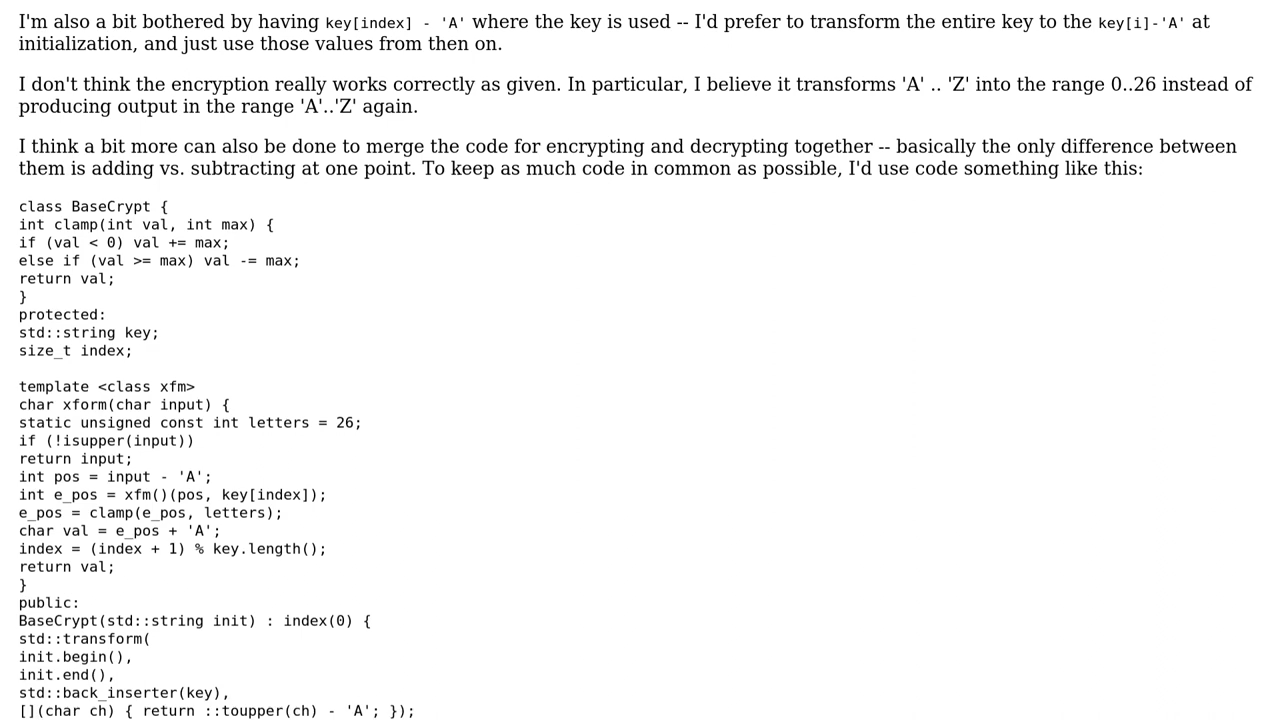 I'm also a bit bothered by having key[index] - 'A' where the key is used -- I'd prefer to transform the entire key to the key[i]-'A' at
initialization, and just use those values from then on.
I don't think the encryption really works correctly as given. In particular, I believe it transforms 'A' .. 'Z' into the range 0..26 instead of
producing output in the range 'A'..'Z' again.
I think a bit more can also be done to merge the code for encrypting and decrypting together -- basically the only difference between
them is adding vs. subtracting at one point. To keep as much code in common as possible, I'd use code something like this:
class BaseCrypt {
int clamp(int val, int max) {
if (val < 0) val += max;
else if (val >= max) val -= max;
return val;
}
protected:
std::string key;
size_t index;
template <class xfm>
char xform(char input) {
static unsigned const int letters = 26;
if (!isupper(input))
return input;
int pos = input - 'A';
int e_pos = xfm()(pos, key[index]);
e_pos = clamp(e_pos, letters);
char val = e_pos + 'A';
index = (index + 1) % key.length();
return val;
}
public:
BaseCrypt(std::string init) : index(0) {
std::transform(
init.begin(),
init.end(),
std::back_inserter(key),
[](char ch) { return ::toupper(ch) - 'A'; });